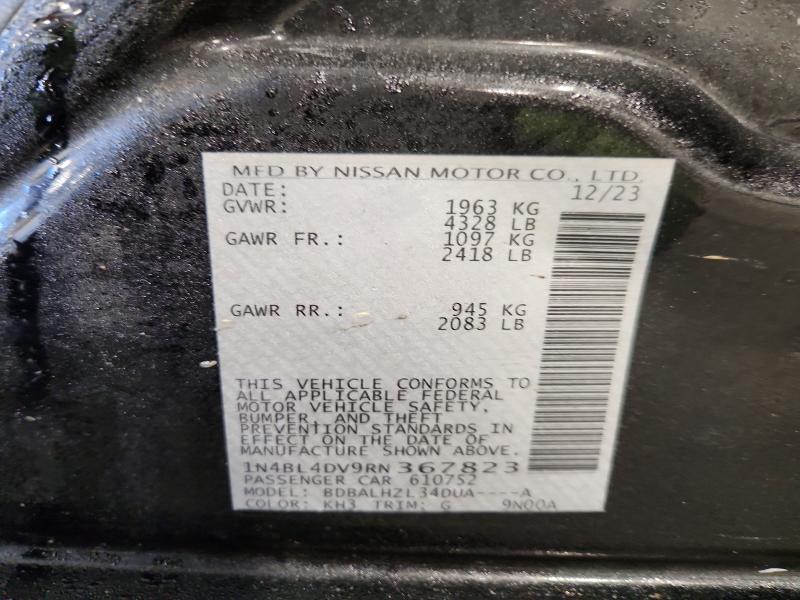 MFD BY NISSAN MOTOR CO., LTD.
DATE: 12/23
GVWR: 1963 KG
4328 LB
GAWR FR.: 1097 KG
2418 LB
GAWR RR.: 945 KG
2083 LB
THIS VEHICLE CONFORMS TO
ALL APPLICABLE FEDERAL
MOTOR VEHICLE SAFETY,
BUMPER, AND THEFT
PREVENTION STANDARDS IN
EFFECT ON THE DATE OF
MANUFACTURE SHOWN ABOVE.
1N4BL4DV9RN367823
PASSENGER CAR 610752
MODEL: BDBALHZL34DUA----A
COLOR: KH3 TRIM: G 9N00A